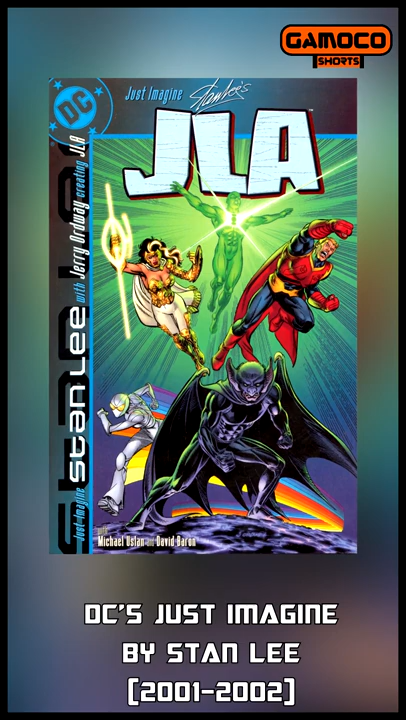 GAMOCO
SHORTS
DC
Just Imagine Stan Lee's
JLA
Just Imagine STAN LEE with Jerry Ordway creating JLA
with
Michael Uslan and David Baron
DC'S JUST IMAGINE
BY STAN LEE
[2001-2002]